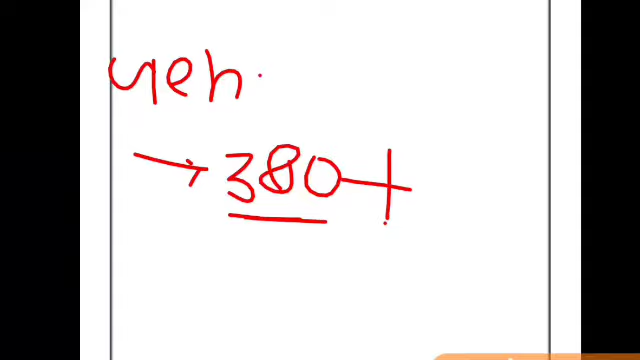 yeh.
→ 380+